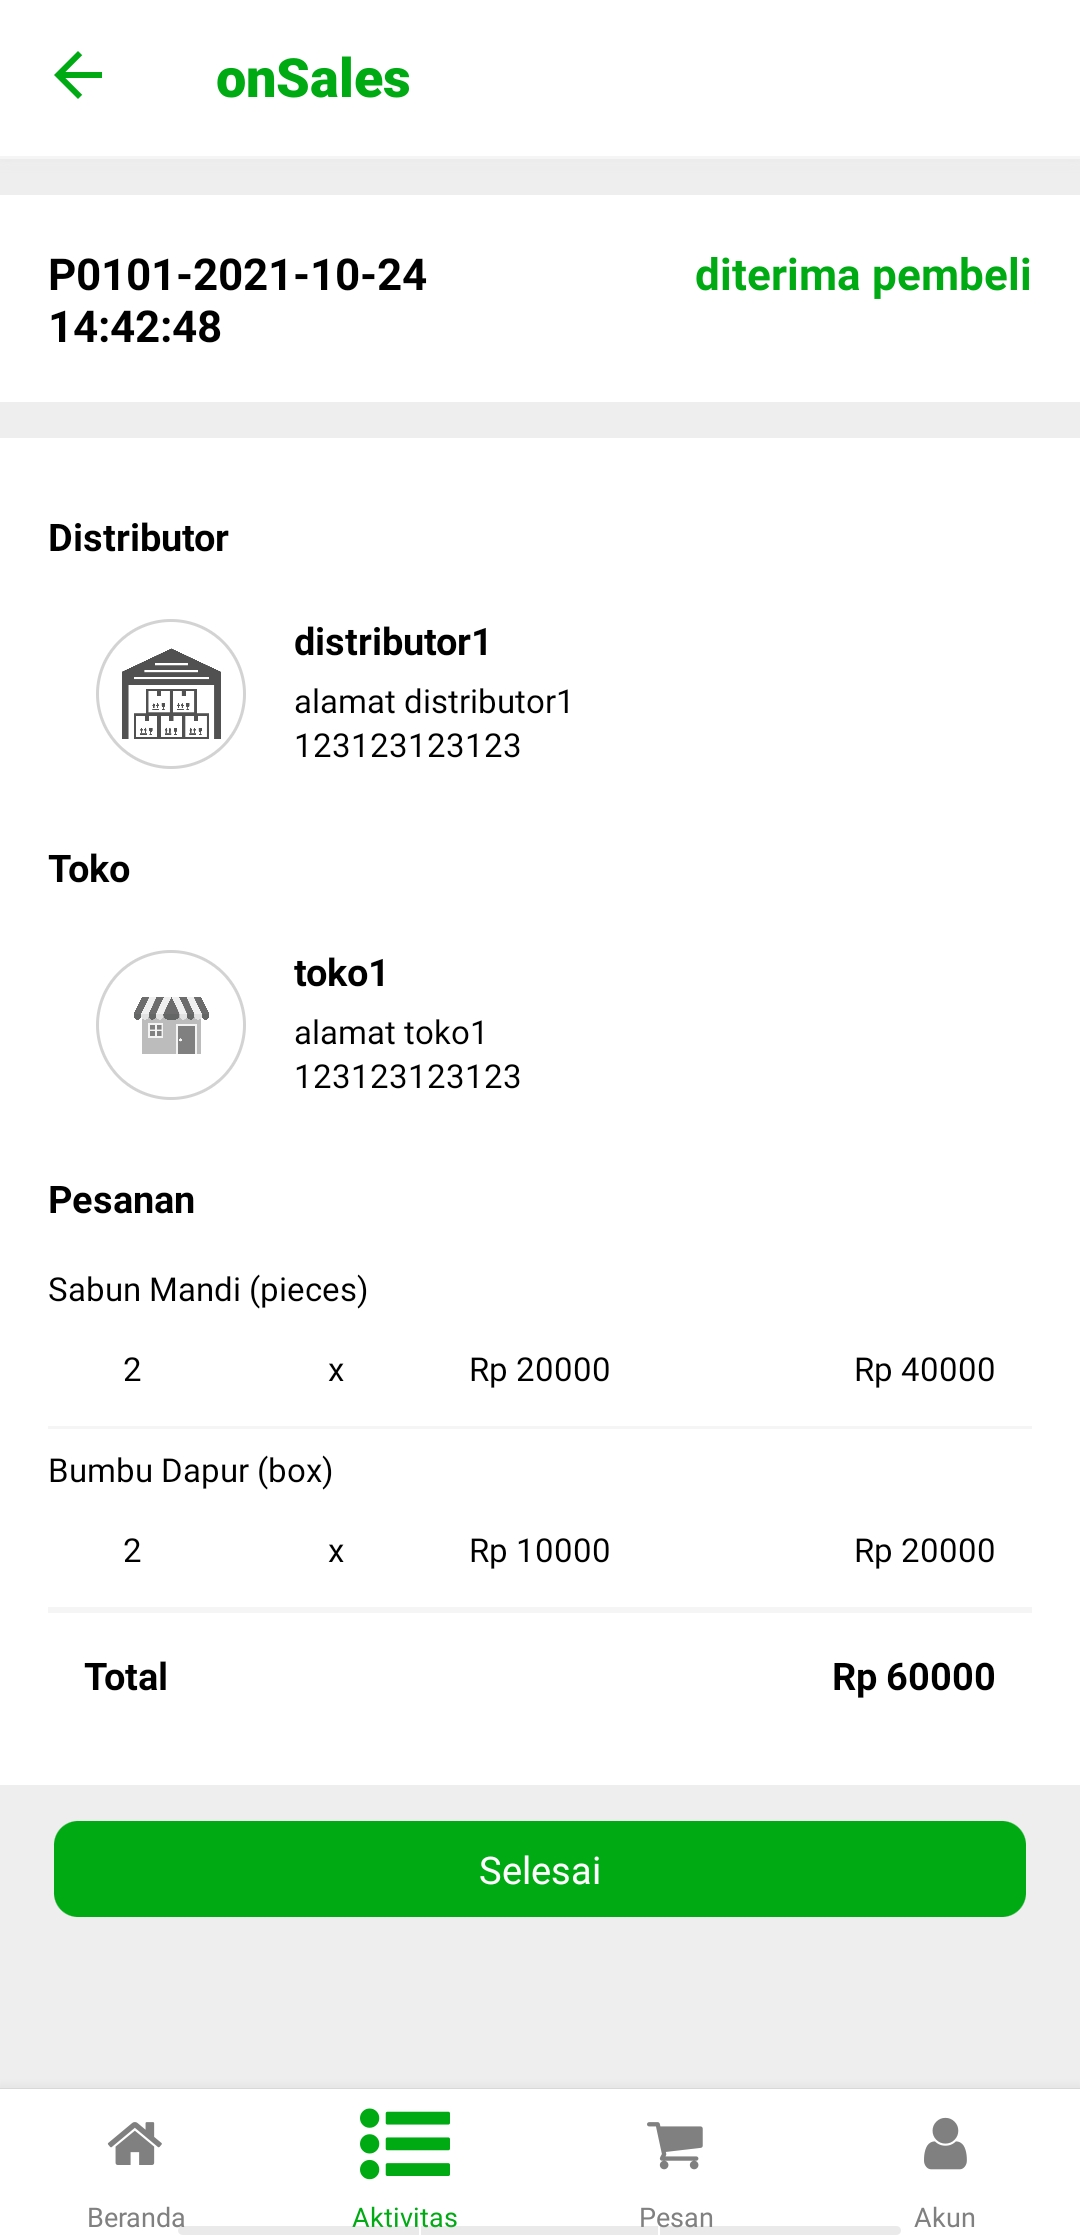 onSales
P0101-2021-10-24
14:42:48
diterima pembeli
Distributor
distributor1
alamat distributor1
123123123123
Toko
toko1
alamat toko1
123123123123
Pesanan
Sabun Mandi (pieces)
2 x Rp 20000 Rp 40000
Bumbu Dapur (box)
2 x Rp 10000 Rp 20000
Total Rp 60000
Selesai
Beranda Aktivitas Pesan Akun